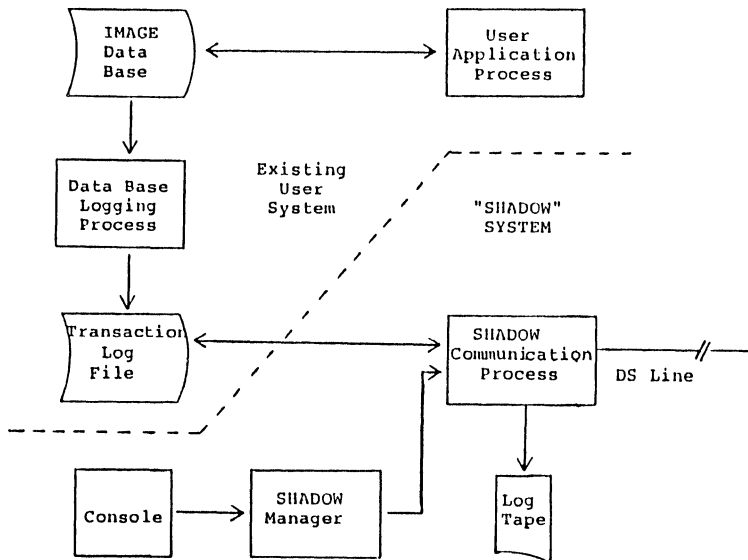 IMAGE
Data
Base
User
Application
Process
Data Base
Logging
Process
Existing
User
System
"SHADOW"
SYSTEM
Transaction
Log
File
SHADOW
Communication
Process
DS Line
Console
SHADOW
Manager
Log
Tape